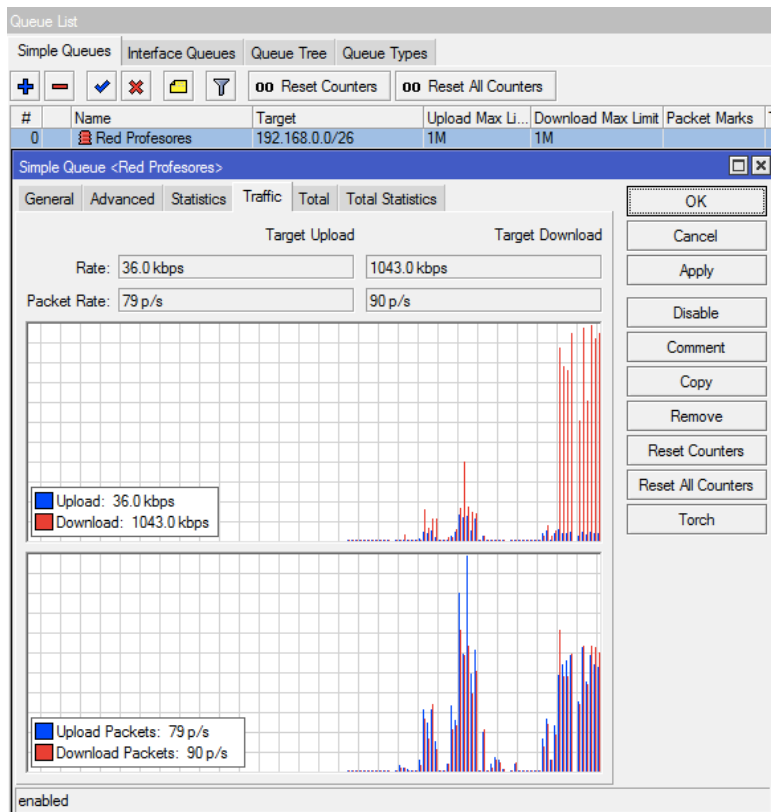 Queue List
Simple Queues Interface Queues Queue Tree Queue Types
00 Reset Counters 00 Reset All Counters
# Name Target Upload Max Li... Download Max Limit Packet Marks
0 Red Profesores 192.168.0.0/26 1M 1M
Simple Queue <Red Profesores>
General Advanced Statistics Traffic Total Total Statistics
OK
Target Upload Target Download
Cancel
Rate: 36.0 kbps 1043.0 kbps
Apply
Packet Rate: 79 p/s 90 p/s
Disable
Comment
Copy
Remove
Reset Counters
Reset All Counters
Torch
Upload: 36.0 kbps
Download: 1043.0 kbps
Upload Packets: 79 p/s
Download Packets: 90 p/s
enabled